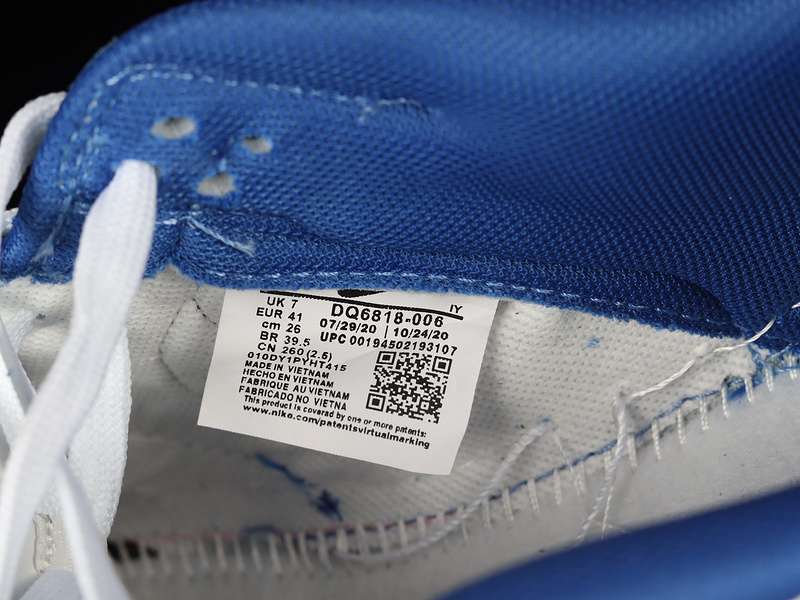 IY
UK 7
DQ6818-006
EUR 41
07/29/20 | 10/24/20
cm 26
UPC 00194502193107
BR 39.5
CN 260 (2.5)
010DY1PYHT415
MADE IN VIETNAM
HECHO EN VIETNAM
FABRIQUE AU VIETNAM
FABRICADO NO VIETNA
This product is covered by one or more patents:
www.niko.com/patentsvirtualmarking